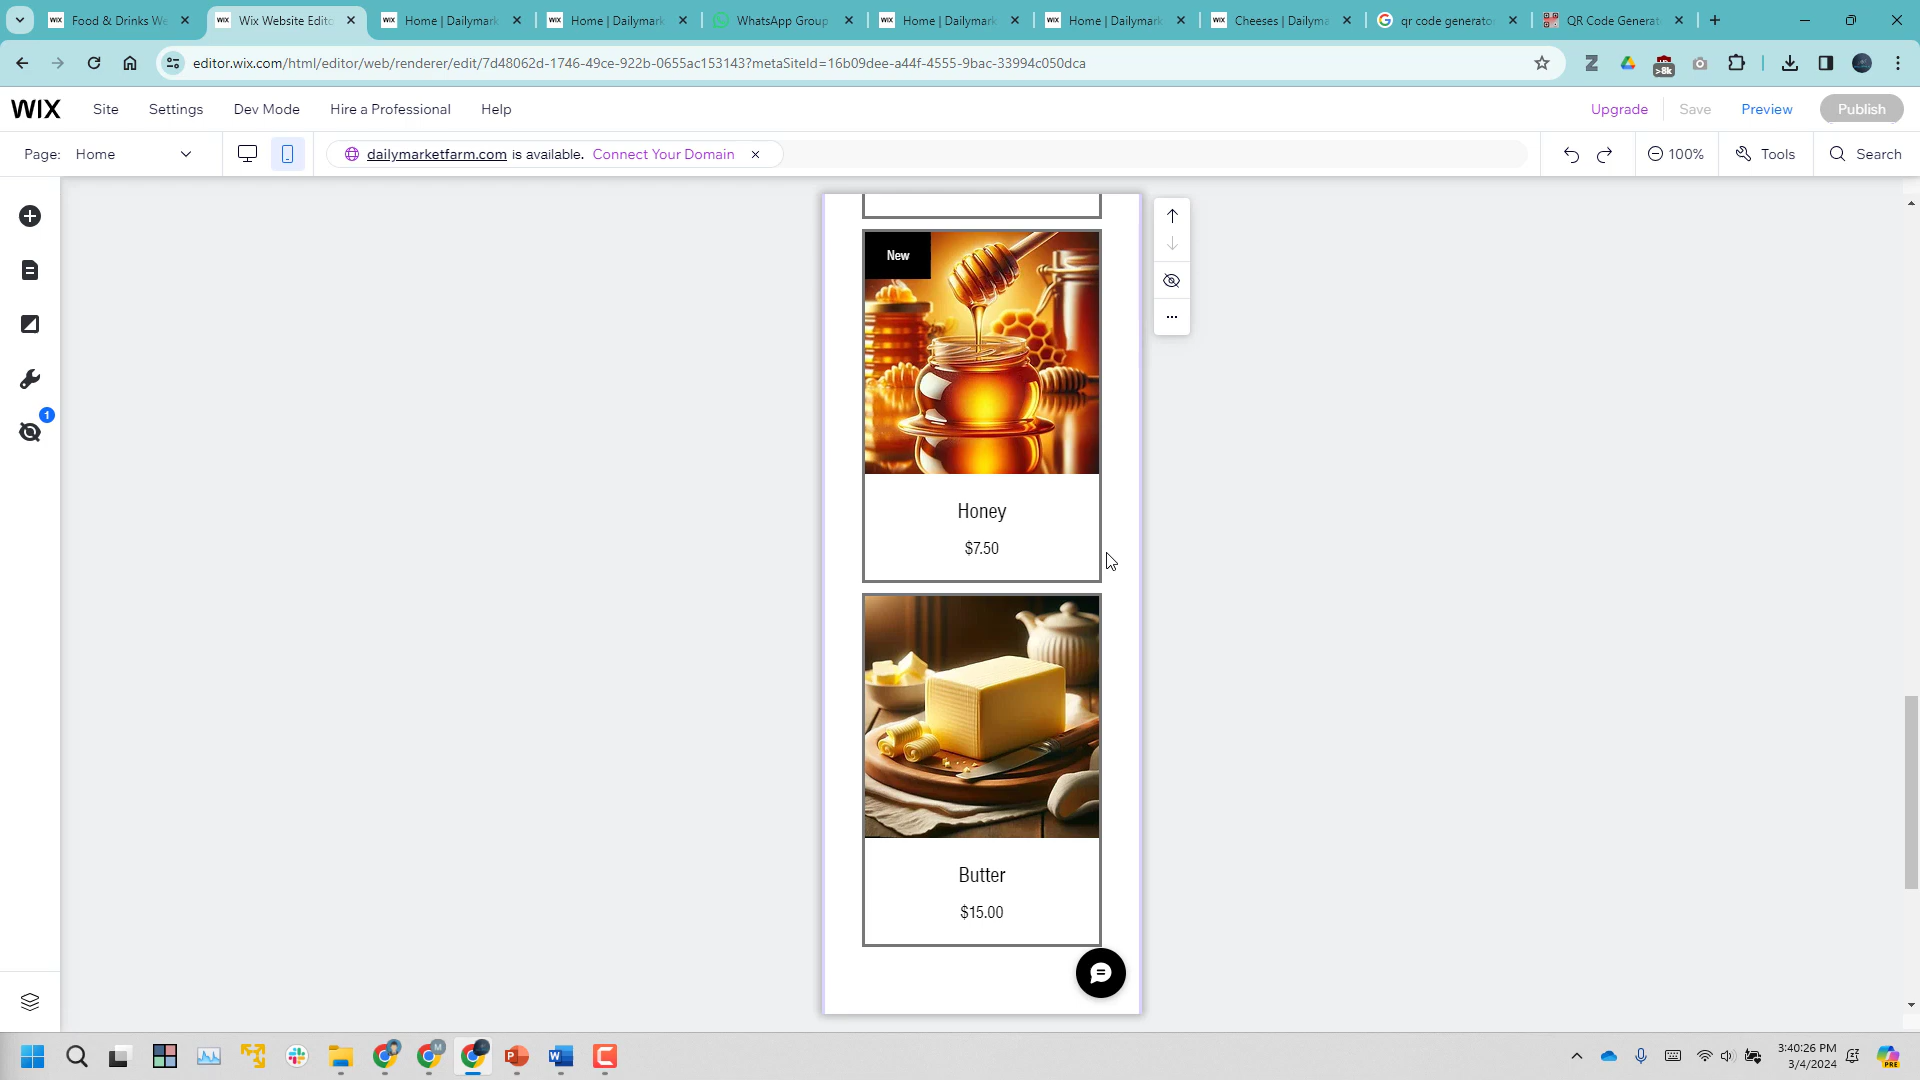 Food & Drinks We
Wix Website Edito
Home | Dailymark
Home | Dailymark
WhatsApp Group
Home | Dailymark
Home | Dailymark
Cheeses | Dailyma
qr code generator
QR Code Generat
editor.wix.com/html/editor/web/renderer/edit/7d48062d-1746-49ce-922b-0655ac153143?metaSiteId=16b09dee-a44f-4555-9bac-33994c050dca
>8k
WIX Site Settings Dev Mode Hire a Professional Help Upgrade Save Preview Publish
Page: Home dailymarketfarm.com is available. Connect Your Domain 100% Tools Search
1
New
Honey
$7.50
Butter
$15.00
3:40:26 PM
3/4/2024